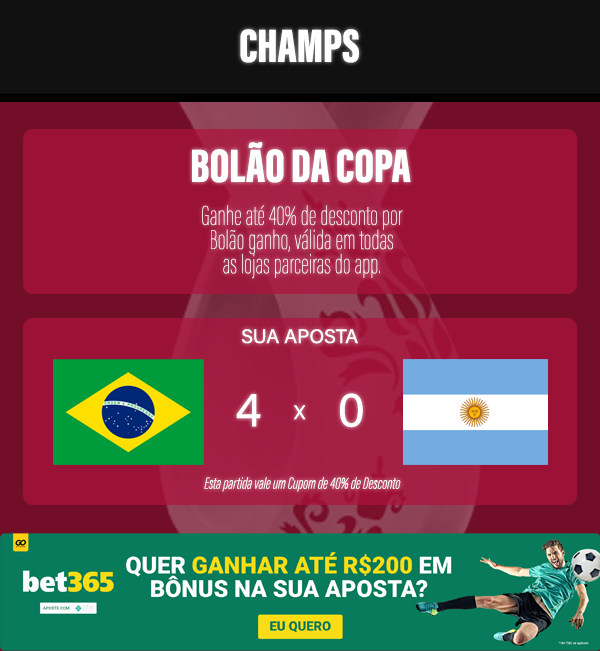 CHAMPS
BOLÃO DA COPA
Ganhe até 40% de desconto por
Bolão ganho, válida em todas
as lojas parceiras do app.
SUA APOSTA
4 x 0
Esta partida vale um Cupom de 40% de Desconto
GO
bet365
APOSTE COM
QUER GANHAR ATÉ R$200 EM
BÔNUS NA SUA APOSTA?
EU QUERO